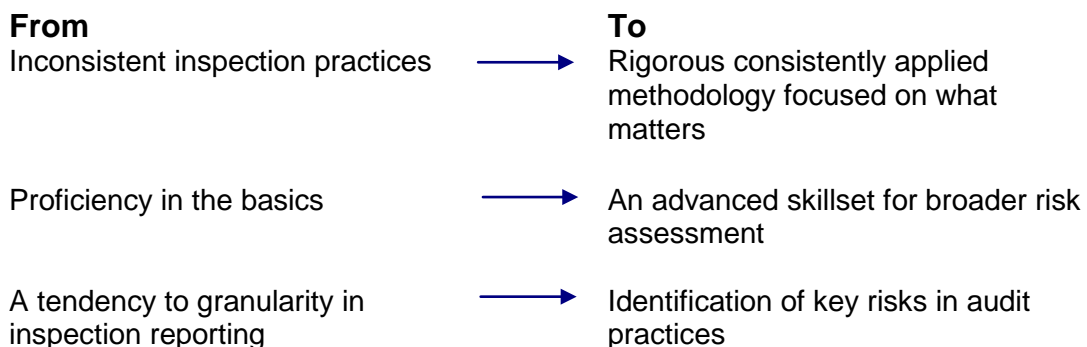 From To
Inconsistent inspection practices Rigorous consistently applied
methodology focused on what
matters
Proficiency in the basics An advanced skillset for broader risk
assessment
A tendency to granularity in Identification of key risks in audit
inspection reporting practices